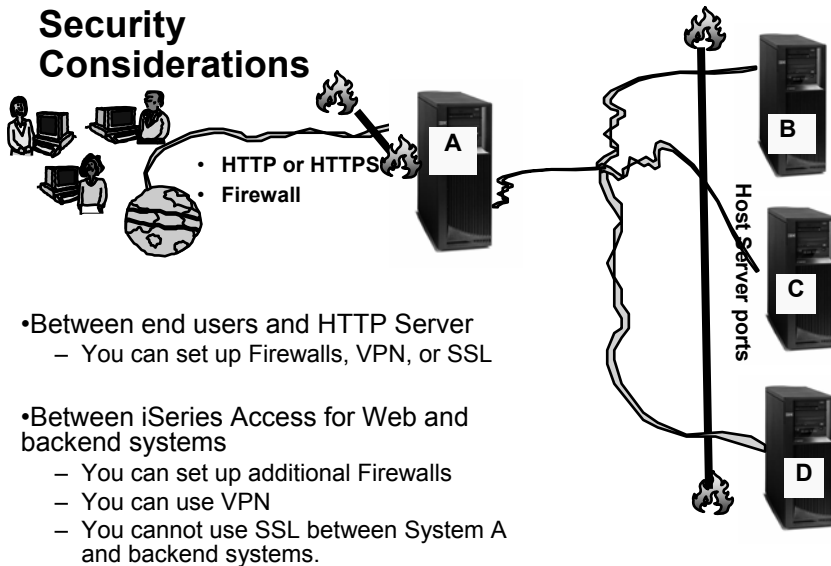 Security
Considerations
• HTTP or HTTPS
• Firewall
A
B
C
D
Host Server ports
•Between end users and HTTP Server
– You can set up Firewalls, VPN, or SSL
•Between iSeries Access for Web and
backend systems
– You can set up additional Firewalls
– You can use VPN
– You cannot use SSL between System A
and backend systems.